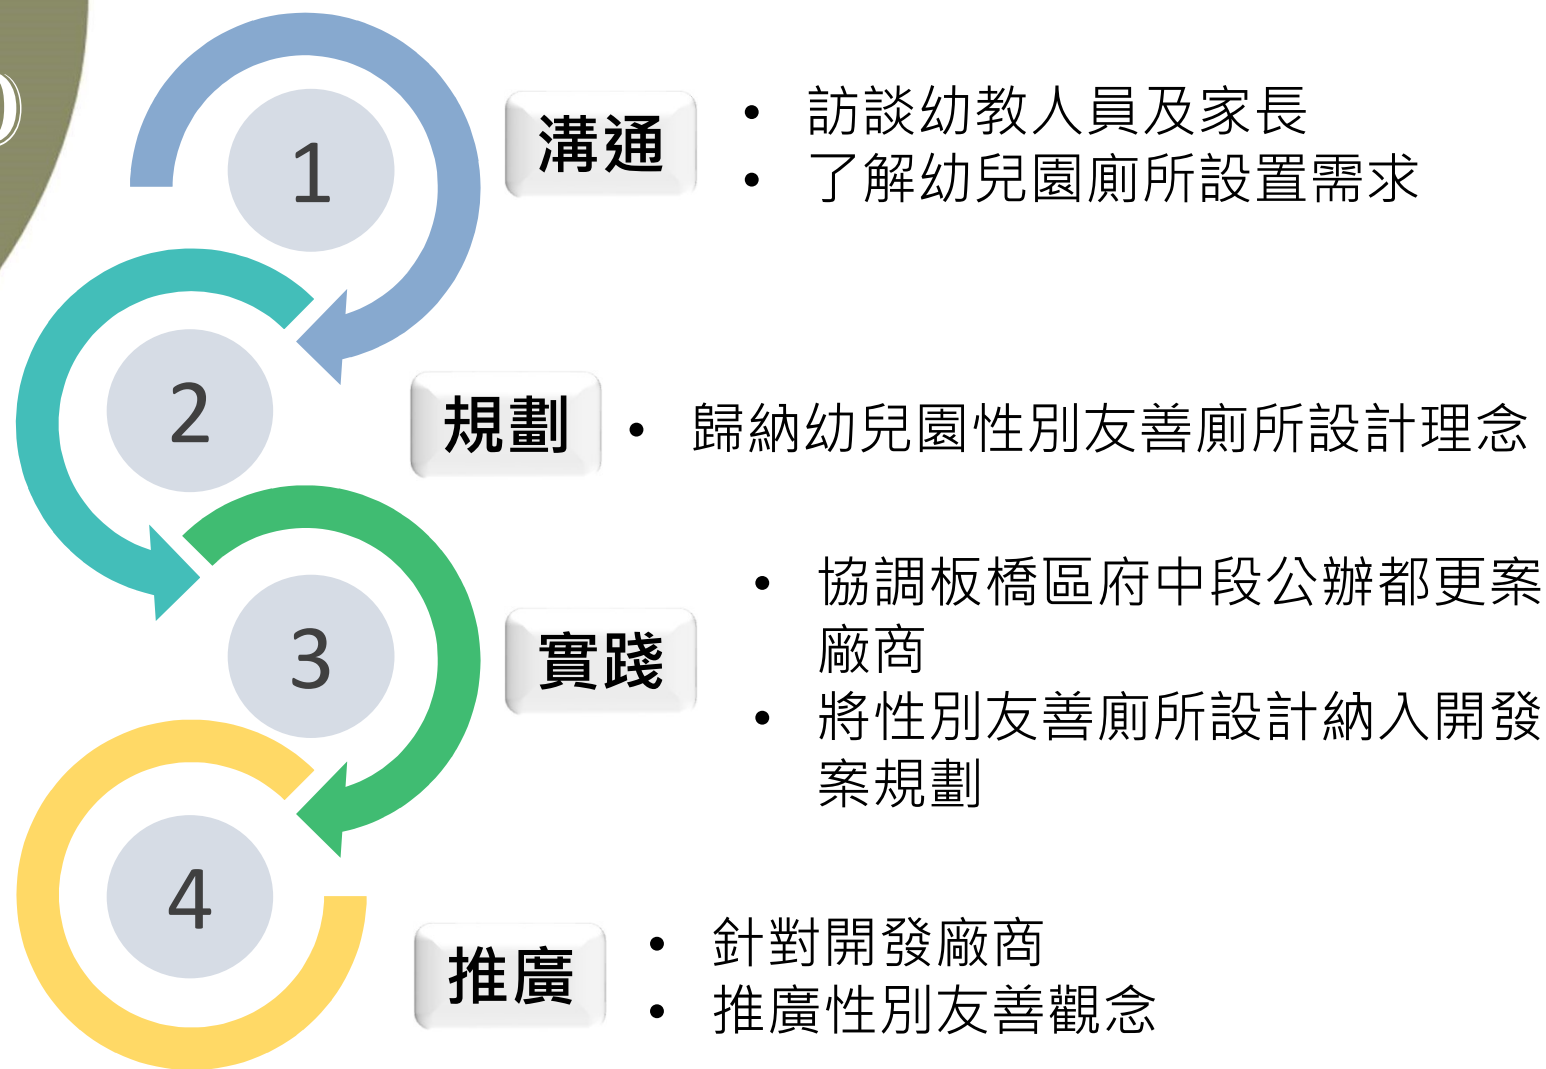 1
溝通
• 訪談幼教人員及家長
• 了解幼兒園廁所設置需求
2
規劃
• 歸納幼兒園性別友善廁所設計理念
3
實踐
• 協調板橋區府中段公辦都更案
廠商
• 將性別友善廁所設計納入開發
案規劃
4
推廣
• 針對開發廠商
• 推廣性別友善觀念